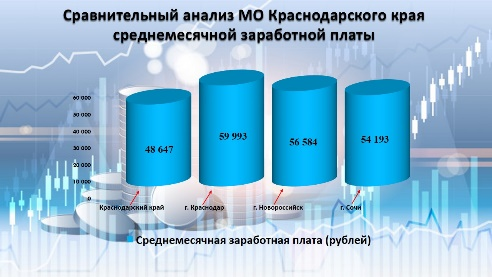 Сравнительный анализ МО Краснодарского края
среднемесячной заработной платы
60 000
50 000
40 000
30 000
20 000
10 000
0
48 647
59 993
56 584
54 193
Краснодарский край
г. Краснодар
г. Новороссийск
г. Сочи
Среднемесячная заработная плата (рублей)